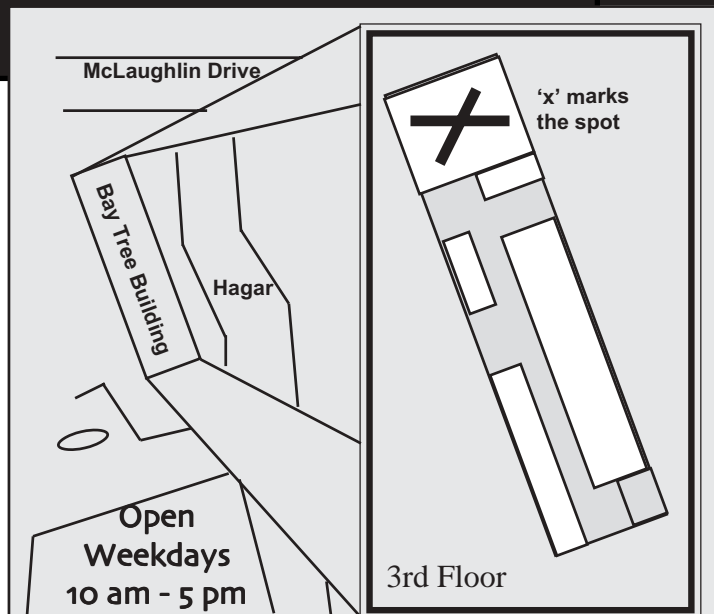 McLaughlin Drive
'x' marks
the spot
Bay Tree Building
Hagar
Open
Weekdays
10 am - 5 pm
3rd Floor